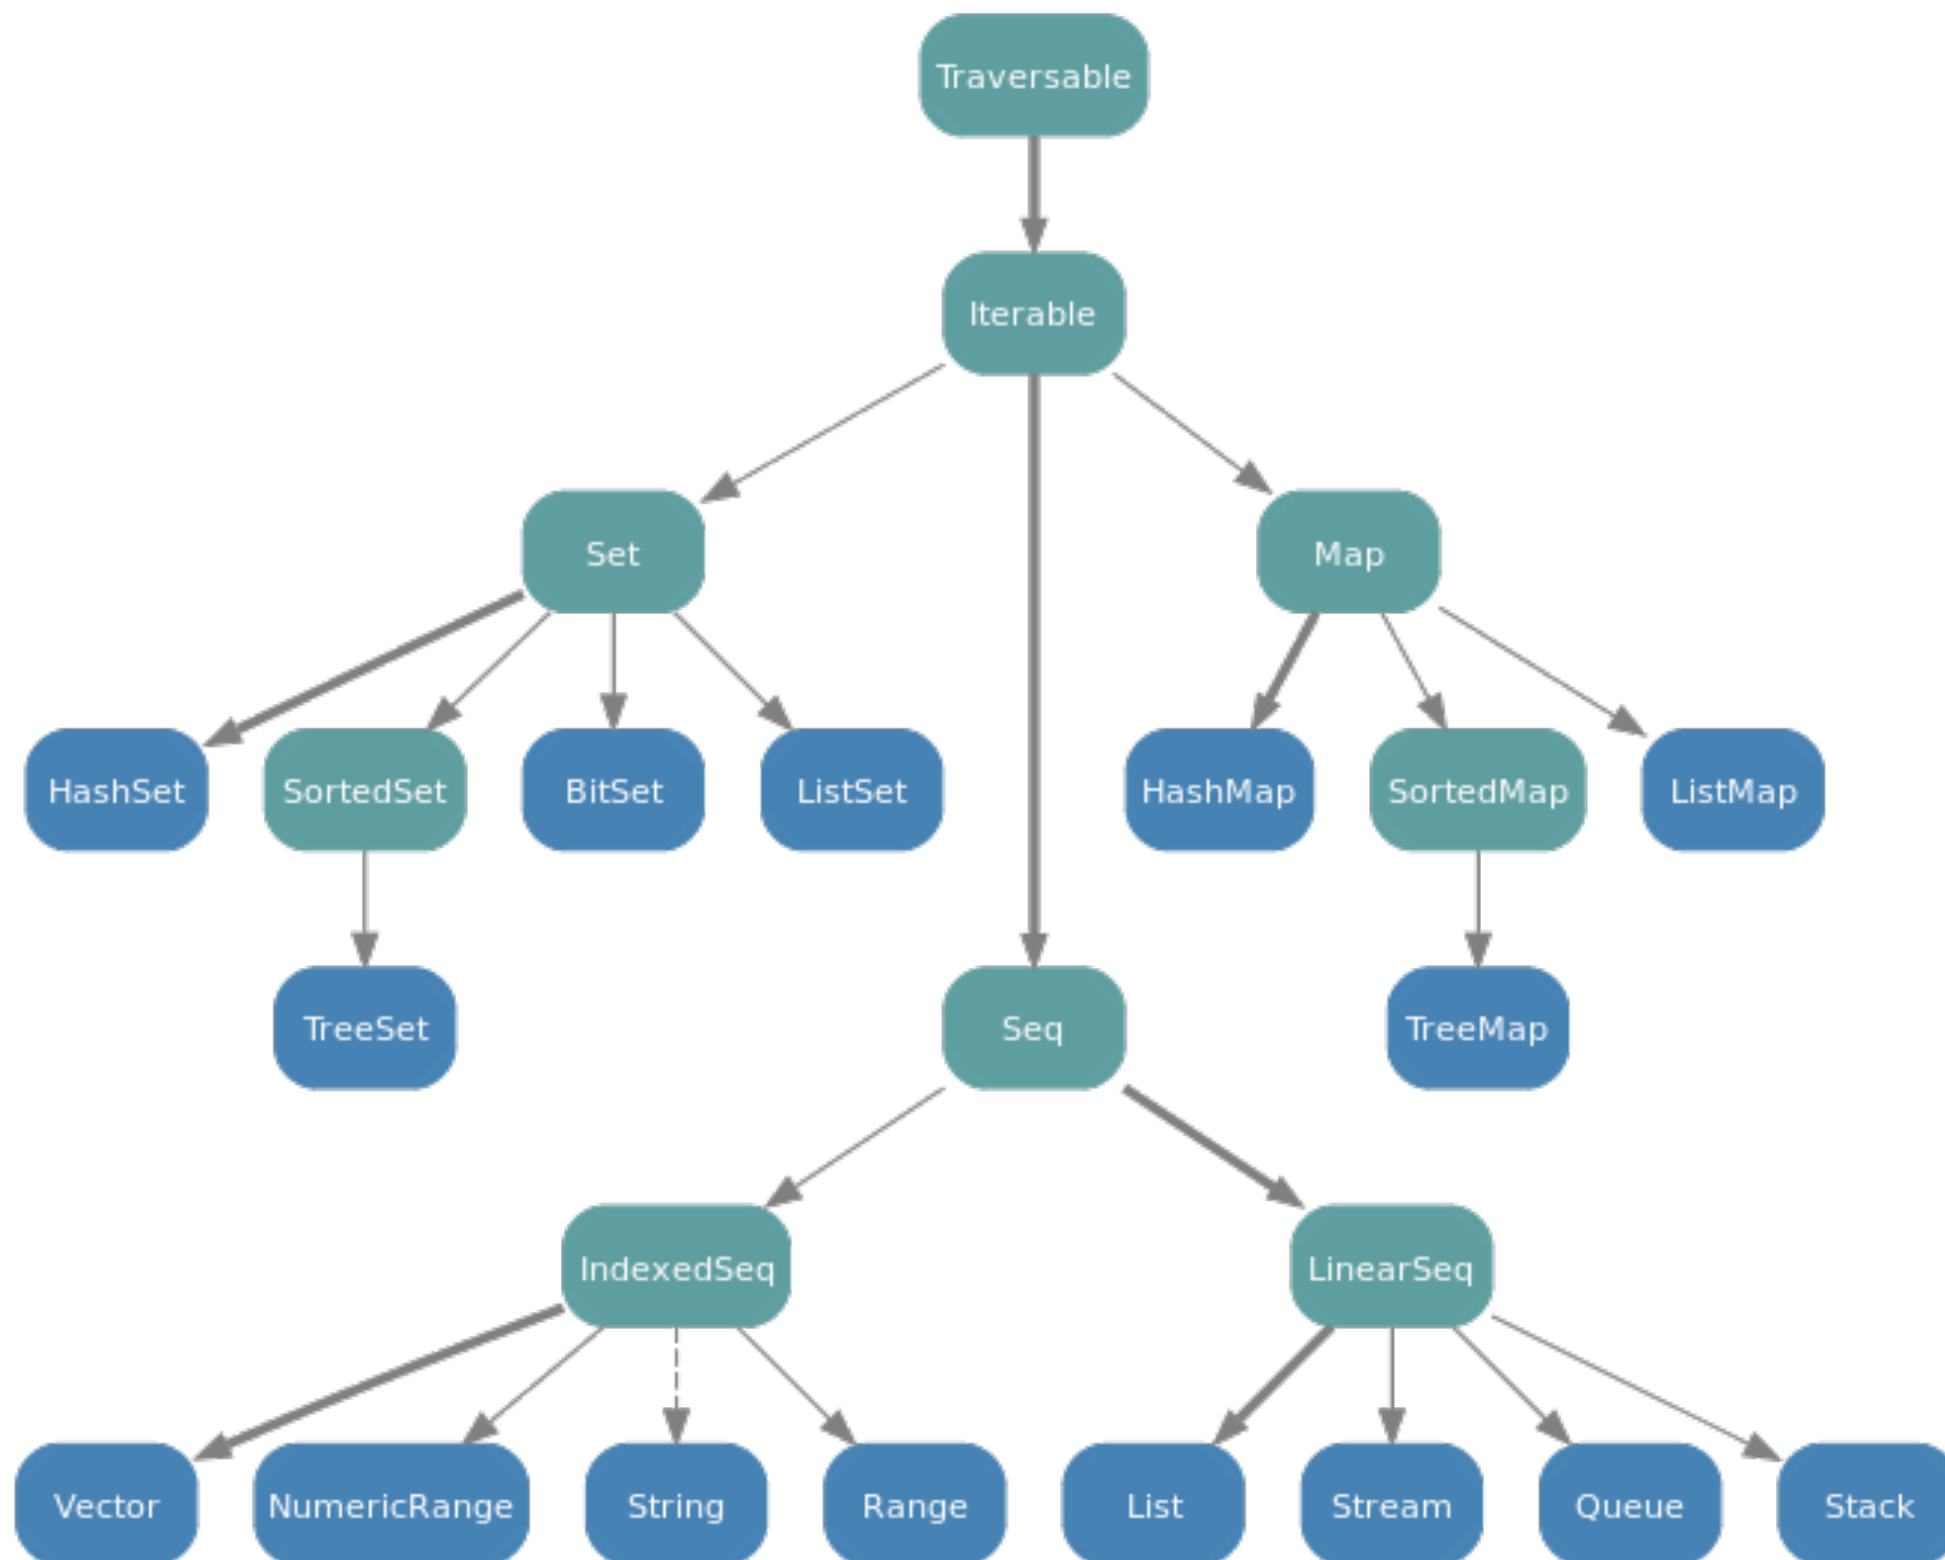 Traversable
Iterable
Set
Map
HashSet
SortedSet
BitSet
ListSet
HashMap
SortedMap
ListMap
TreeSet
Seq
TreeMap
IndexedSeq
LinearSeq
Vector
NumericRange
String
Range
List
Stream
Queue
Stack